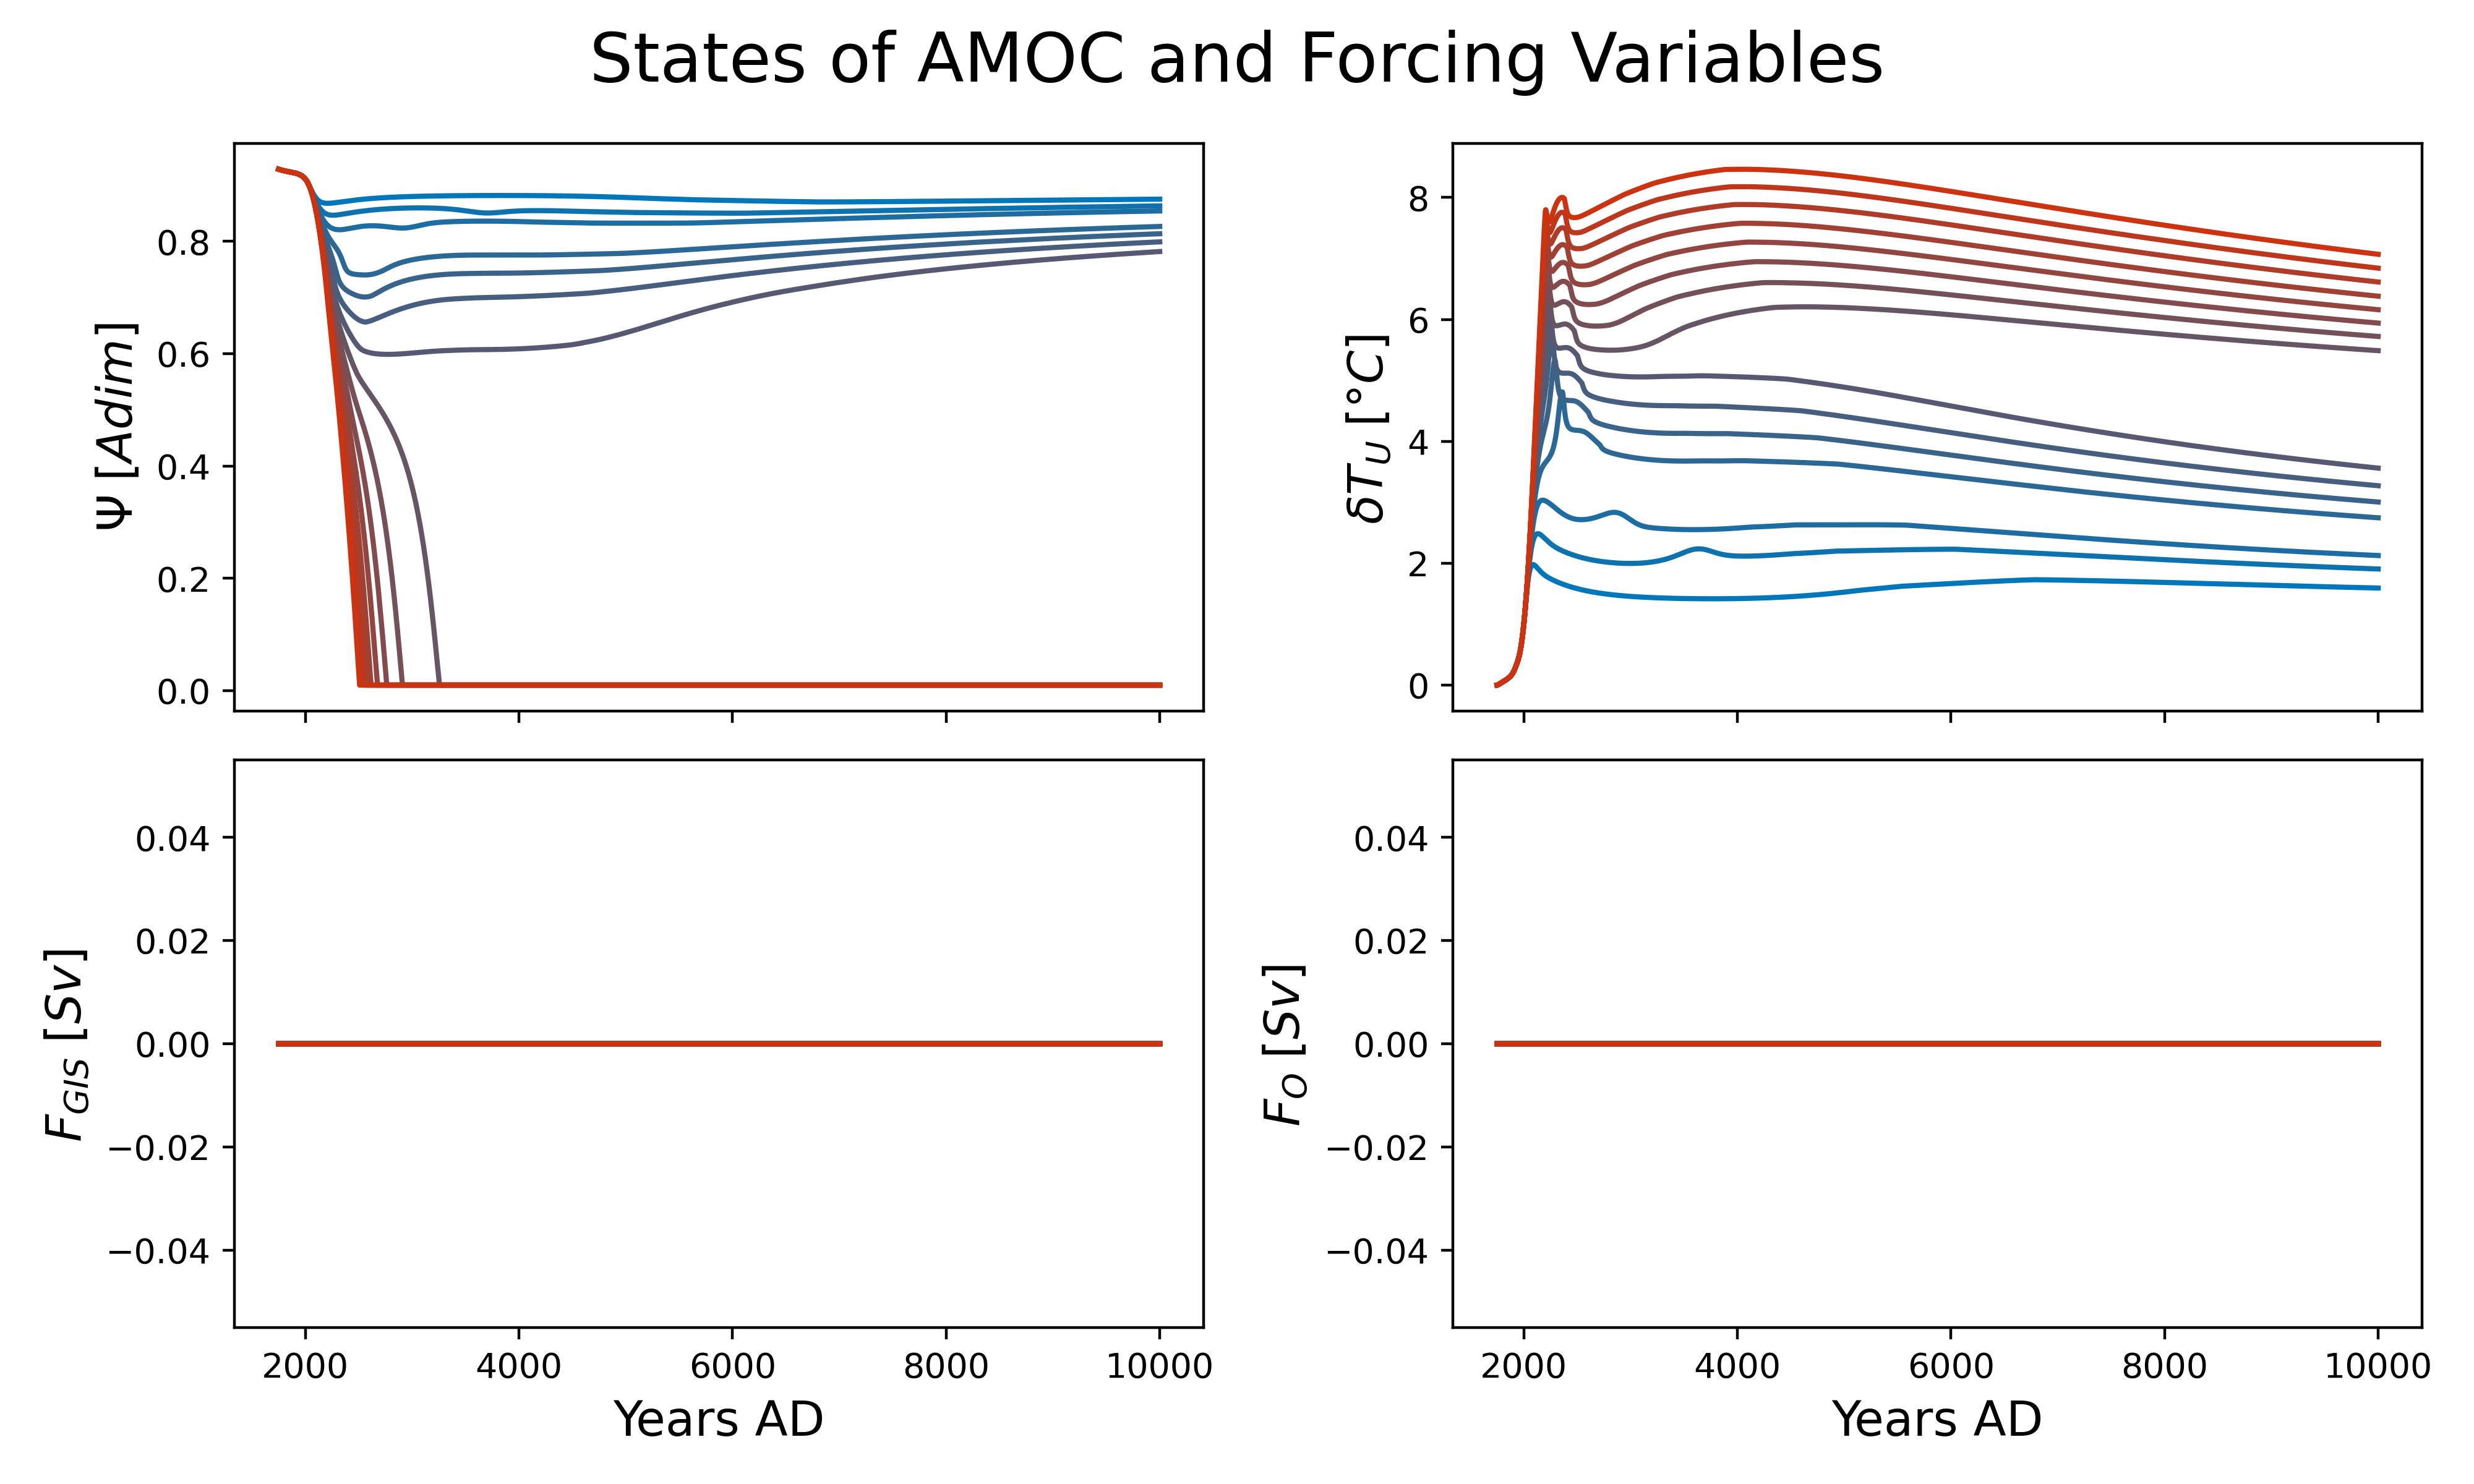 States of AMOC and Forcing Variables
Ψ [Adim]
0.8
0.6
0.4
0.2
0.0
δT_U [°C]
8
6
4
2
0
F_GIS [Sv]
0.04
0.02
0.00
−0.02
−0.04
2000 4000 6000 8000 10000
Years AD
F_O [Sv]
0.04
0.02
0.00
−0.02
−0.04
2000 4000 6000 8000 10000
Years AD